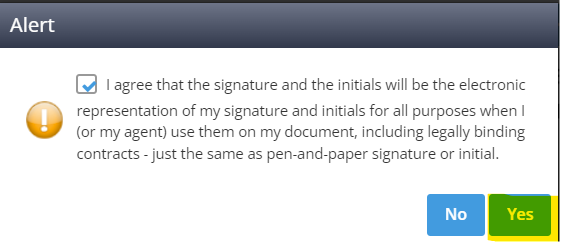 Alert
I agree that the signature and the initials will be the electronic
representation of my signature and initials for all purposes when I
(or my agent) use them on my document, including legally binding
contracts - just the same as pen-and-paper signature or initial.
No Yes